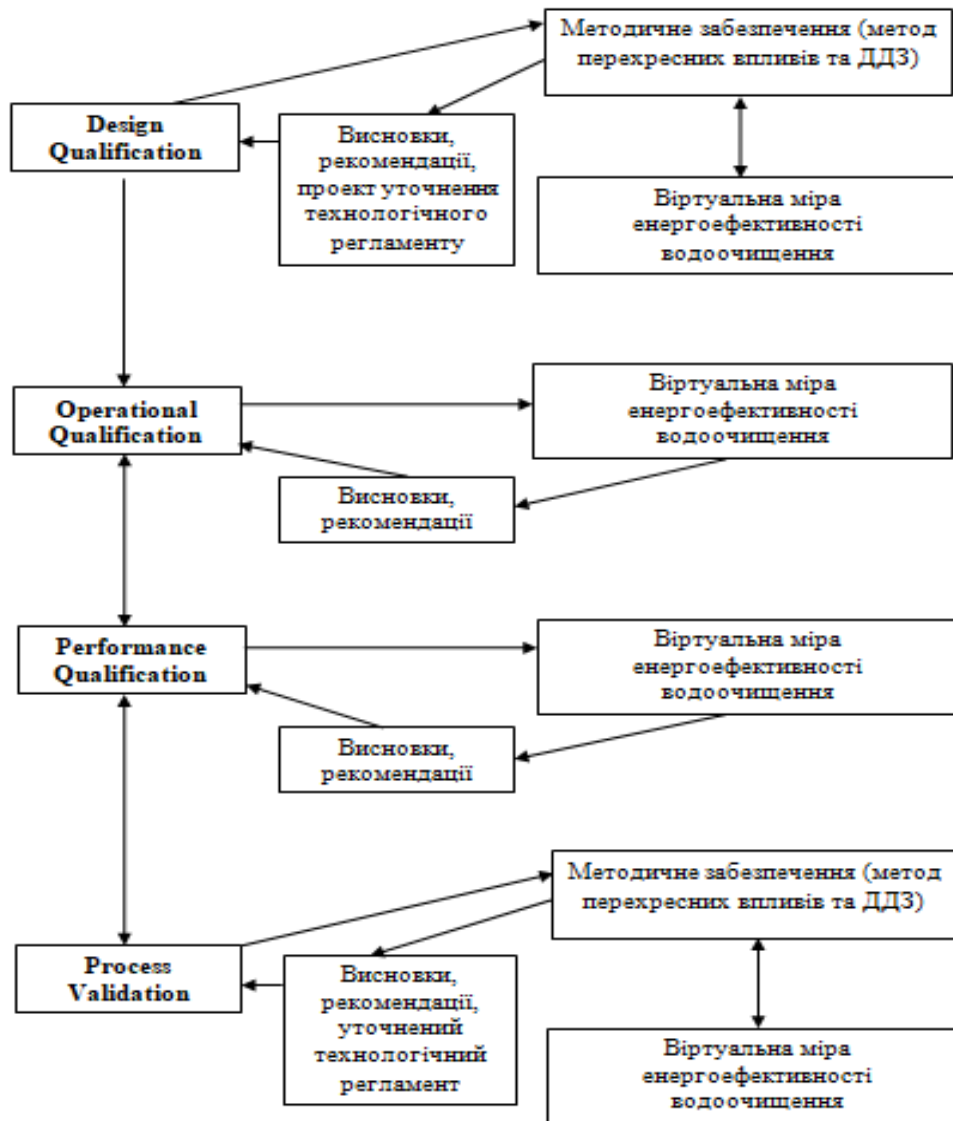 Методичне забезпечення (метод
перехресних впливів та ДДЗ)
Design
Qualification
Висновки,
рекомендації,
проект уточнення
технологічного
регламенту
Віртуальна міра
енергоефективності
водоочищення
Operational
Qualification
Віртуальна міра
енергоефективності
водоочищення
Висновки,
рекомендації
Performance
Qualification
Віртуальна міра
енергоефективності
водоочищення
Висновки,
рекомендації
Методичне забезпечення (метод
перехресних впливів та ДДЗ)
Process
Validation
Висновки,
рекомендації,
уточнений
технологічний
регламент
Віртуальна міра
енергоефективності
водоочищення